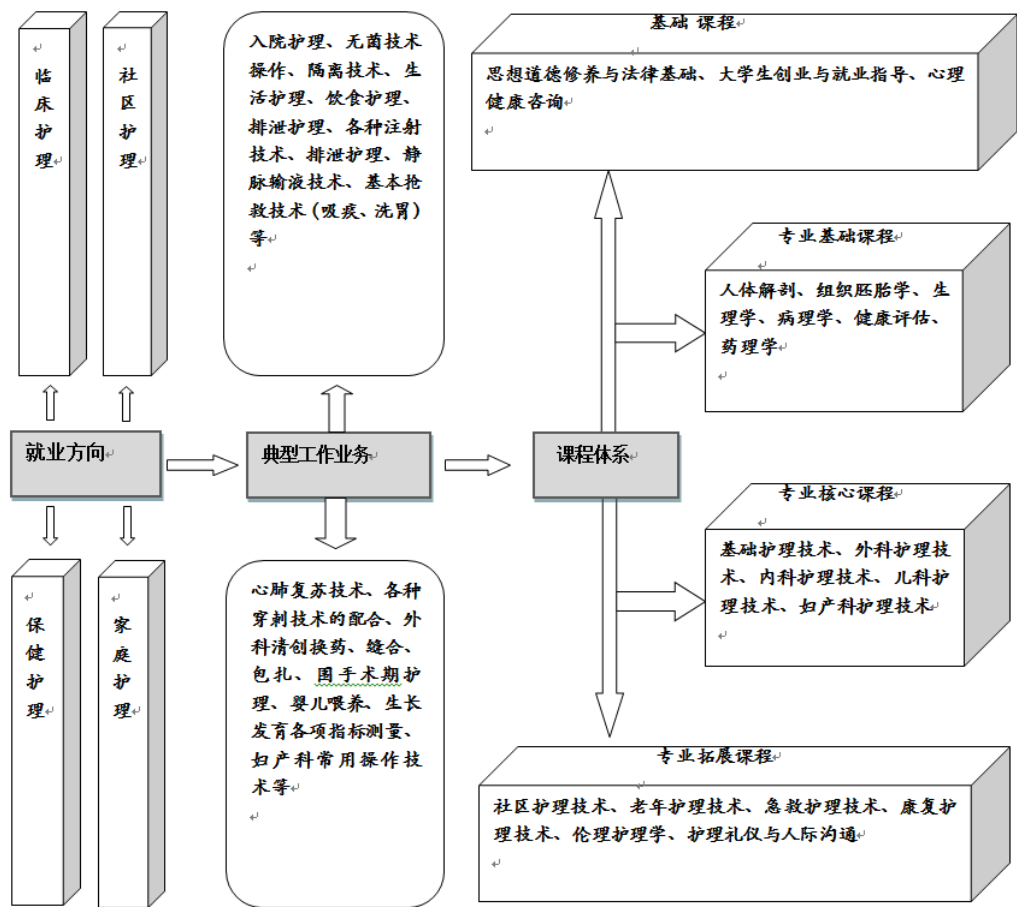 临床护理
社区护理
入院护理、无菌技术
操作、隔离技术、生
活护理、饮食护理、
排泄护理、各种注射
技术、排泄护理、静
脉输液技术、基本抢
救技术（吸痰、洗胃）
等
基础 课程
思想道德修养与法律基础、大学生创业与就业指导、心理
健康咨询
专业基础课程
人体解剖、组织胚胎学、生
理学、病理学、健康评估、
药理学
就业方向
典型工作业务
课程体系
保健护理
家庭护理
心肺复苏技术、各种
穿刺技术的配合、外
科清创换药、缝合、
包扎、围手术期护
理、婴儿喂养、生长
发育各项指标测量、
妇产科常用操作技
术等
专业核心课程
基础护理技术、外科护理技
术、内科护理技术、儿科护
理技术、妇产科护理技术
专业拓展课程
社区护理技术、老年护理技术、急救护理技术、康复护
理技术、伦理护理学、护理礼仪与人际沟通